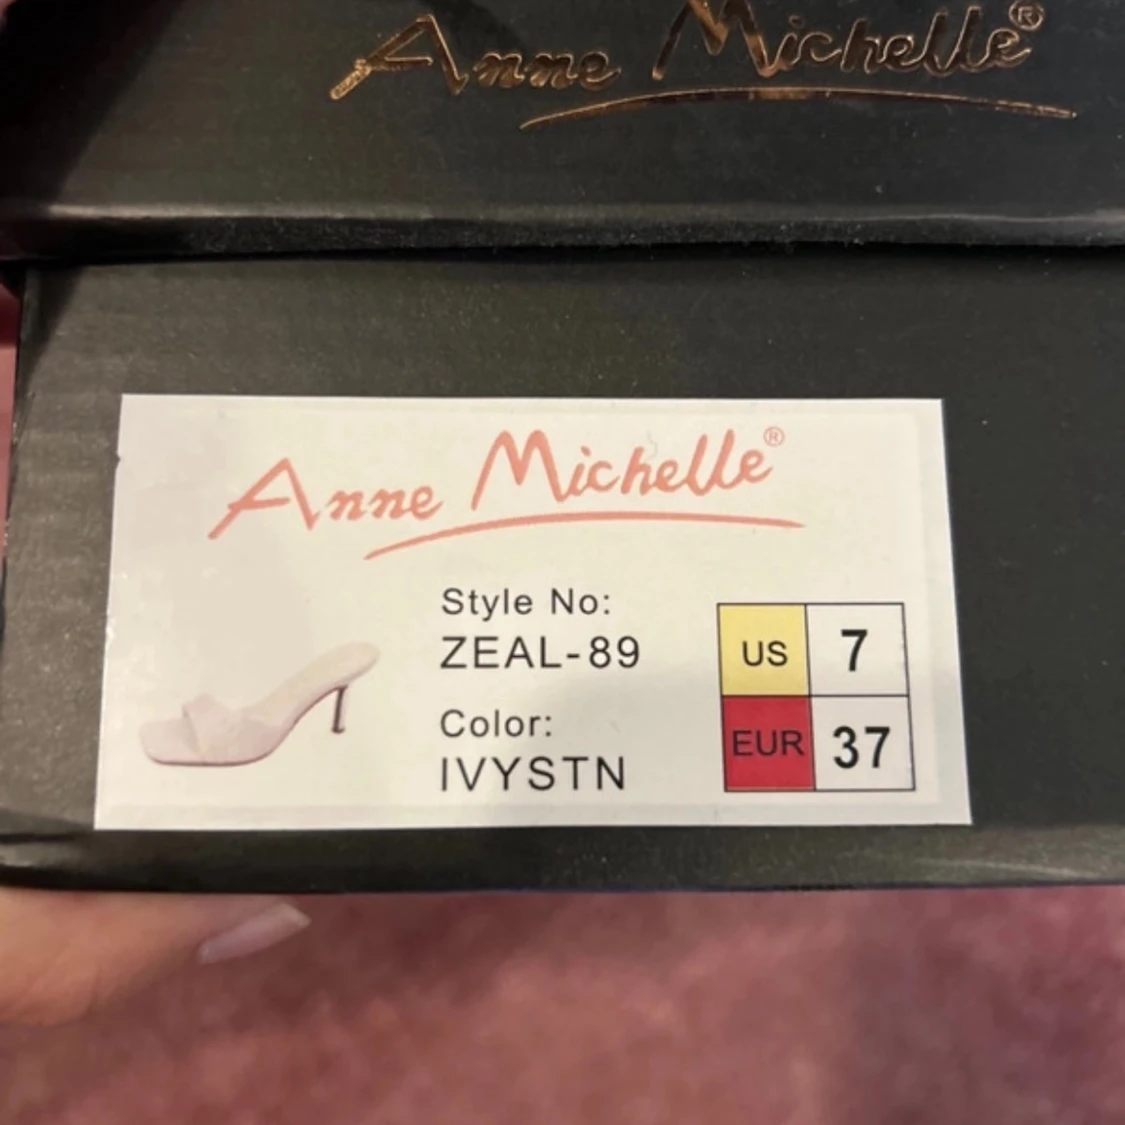 Anne Michelle®
Anne Michelle®
Style No:
ZEAL-89
Color:
IVYSTN
US 7
EUR 37